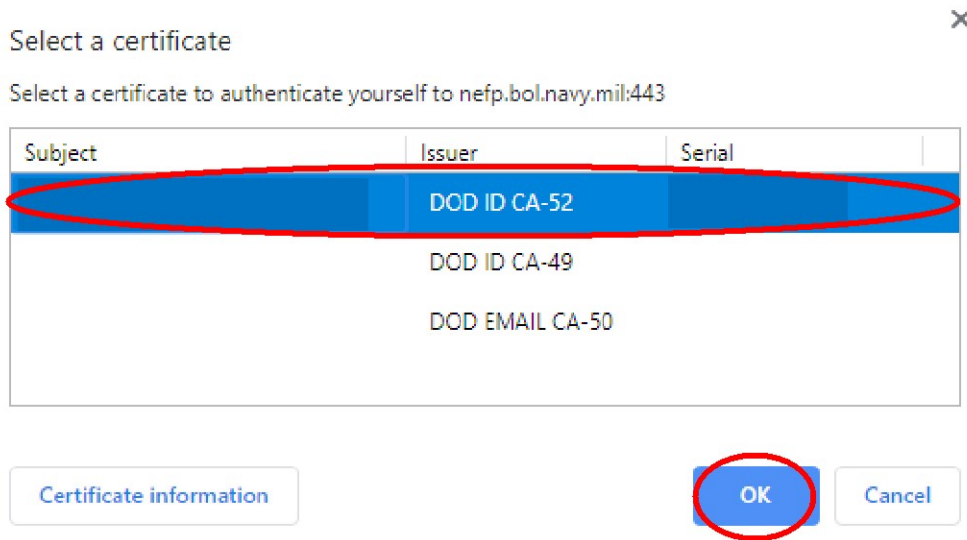 Select a certificate
Select a certificate to authenticate yourself to nefp.bol.navy.mil:443
Subject Issuer Serial
DOD ID CA-52
DOD ID CA-49
DOD EMAIL CA-50
Certificate information OK Cancel